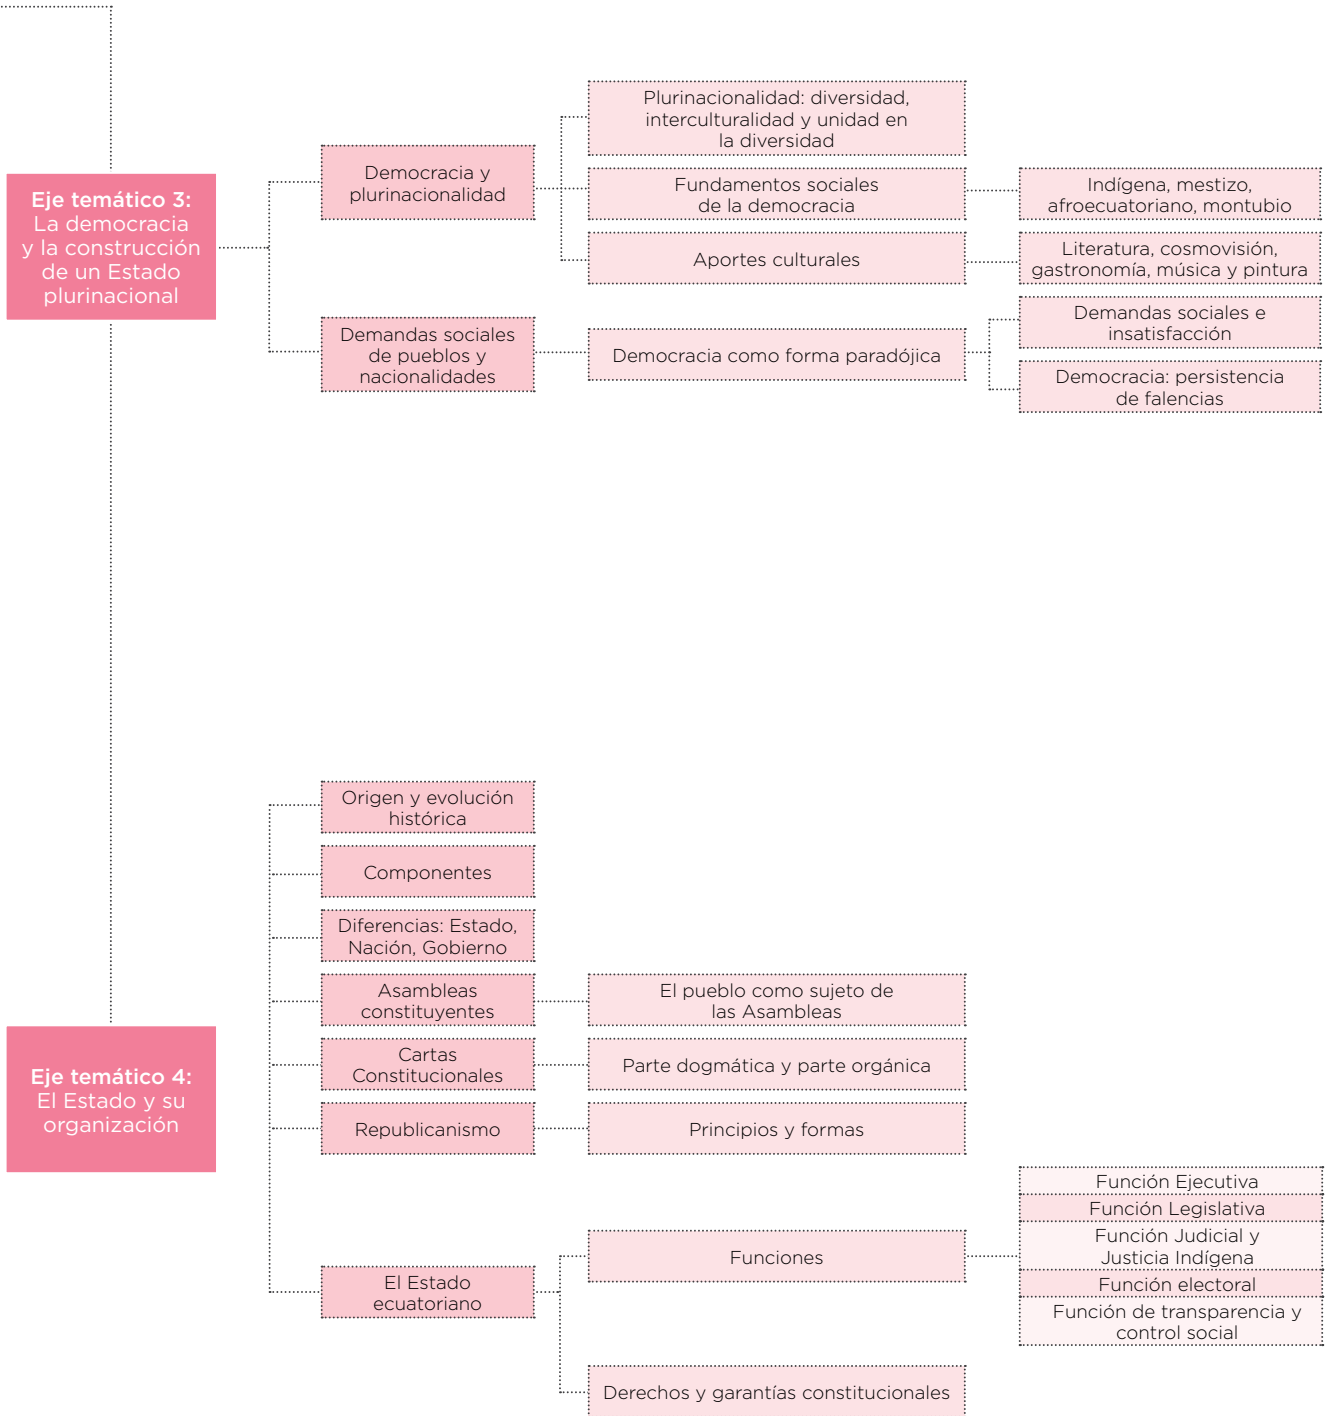 Eje temático 3:
La democracia
y la construcción
de un Estado
plurinacional
Democracia y
plurinacionalidad
Plurinacionalidad: diversidad,
interculturalidad y unidad en
la diversidad
Fundamentos sociales
de la democracia
Indígena, mestizo,
afroecuatoriano, montubio
Aportes culturales
Literatura, cosmovisión,
gastronomía, música y pintura
Demandas sociales
de pueblos y
nacionalidades
Democracia como forma paradójica
Demandas sociales e
insatisfacción
Democracia: persistencia
de falencias
Eje temático 4:
El Estado y su
organización
Origen y evolución
histórica
Componentes
Diferencias: Estado,
Nación, Gobierno
Asambleas
constituyentes
El pueblo como sujeto de
las Asambleas
Cartas
Constitucionales
Parte dogmática y parte orgánica
Republicanismo
Principios y formas
El Estado
ecuatoriano
Funciones
Función Ejecutiva
Función Legislativa
Función Judicial y
Justicia Indígena
Función electoral
Función de transparencia y
control social
Derechos y garantías constitucionales